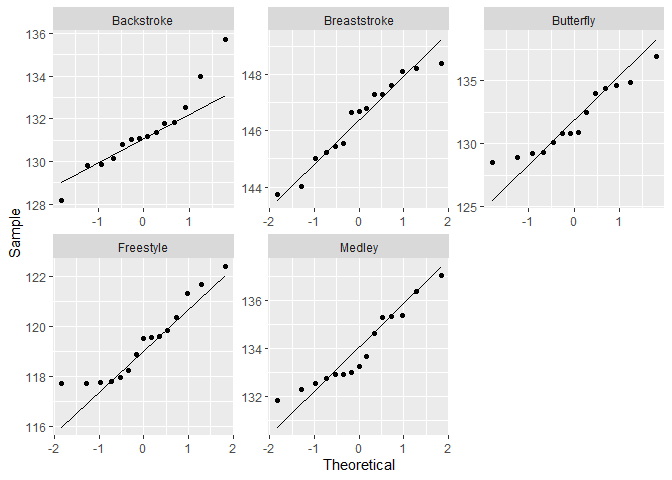 Backstroke
Breaststroke
Butterfly
136
134
132
130
128
148
146
144
135
130
125
-1 0 1
-2 -1 0 1 2
-1 0 1
Sample
Freestyle
Medley
122
120
118
116
136
134
132
-2 -1 0 1 2
-2 -1 0 1 2
Theoretical